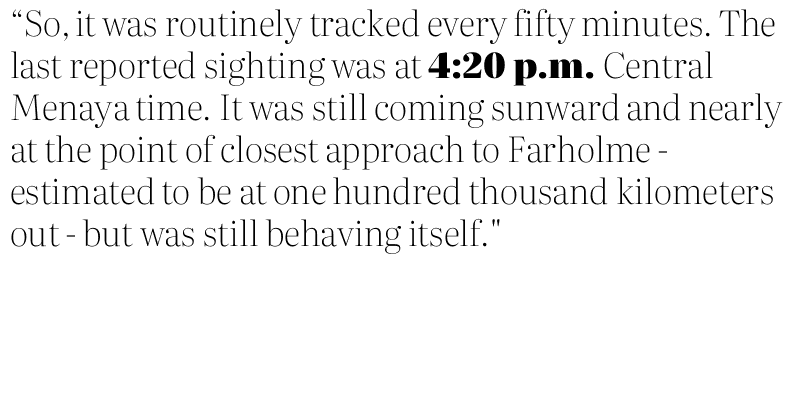 “So, it was routinely tracked every fifty minutes. The
last reported sighting was at 4:20 p.m. Central
Menaya time. It was still coming sunward and nearly
at the point of closest approach to Farholme -
estimated to be at one hundred thousand kilometers
out - but was still behaving itself."